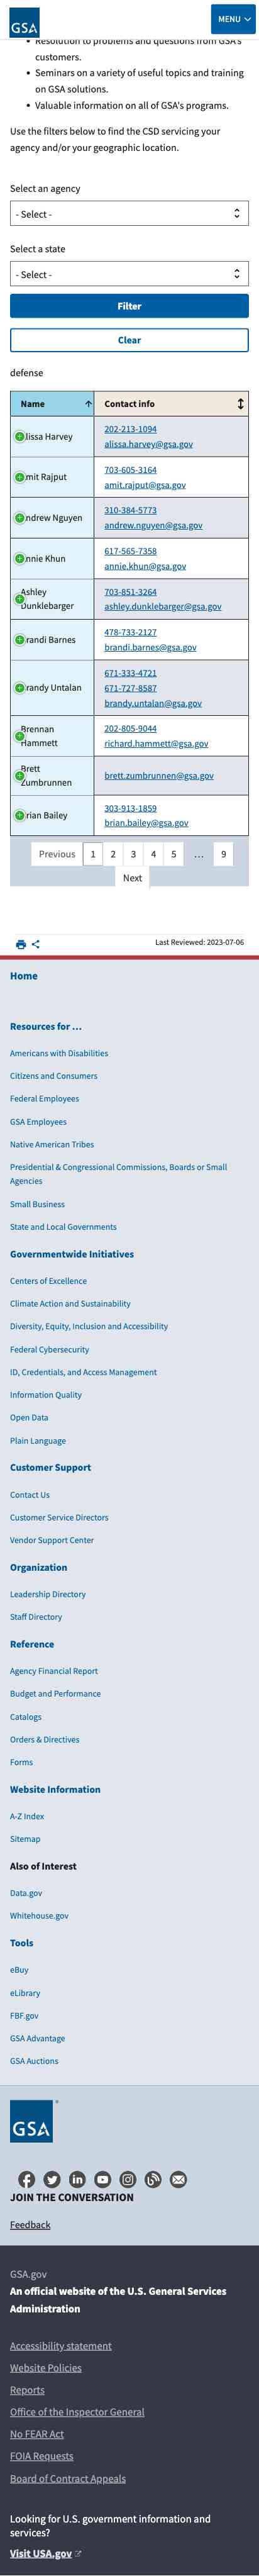 GSA
MENU
Resolution to problems and questions from GSA's
customers.
Seminars on a variety of useful topics and training
on GSA solutions.
Valuable information on all of GSA's programs.
Use the filters below to find the CSD servicing your
agency and/or your geographic location.
Select an agency
- Select -
Select a state
- Select -
Filter
Clear
defense
Name
Contact info
lissa Harvey
202-213-1094
alissa.harvey@gsa.gov
mit Rajput
703-605-3164
amit.rajput@gsa.gov
ndrew Nguyen
310-384-5773
andrew.nguyen@gsa.gov
nnie Khun
617-565-7358
annie.khun@gsa.gov
Ashley
Dunklebarger
703-851-3264
ashley.dunklebarger@gsa.gov
randi Barnes
478-733-2127
brandi.barnes@gsa.gov
randy Untalan
671-333-4721
671-727-8587
brandy.untalan@gsa.gov
Brennan
Hammett
202-805-9044
richard.hammett@gsa.gov
Brett
Zumbrunnen
brett.zumbrunnen@gsa.gov
rian Bailey
303-913-1859
brian.bailey@gsa.gov
Previous 1 2 3 4 5 … 9
Next
Last Reviewed: 2023-07-06
Home
Resources for …
Americans with Disabilities
Citizens and Consumers
Federal Employees
GSA Employees
Native American Tribes
Presidential & Congressional Commissions, Boards or Small
Agencies
Small Business
State and Local Governments
Governmentwide Initiatives
Centers of Excellence
Climate Action and Sustainability
Diversity, Equity, Inclusion and Accessibility
Federal Cybersecurity
ID, Credentials, and Access Management
Information Quality
Open Data
Plain Language
Customer Support
Contact Us
Customer Service Directors
Vendor Support Center
Organization
Leadership Directory
Staff Directory
Reference
Agency Financial Report
Budget and Performance
Catalogs
Orders & Directives
Forms
Website Information
A-Z Index
Sitemap
Also of Interest
Data.gov
Whitehouse.gov
Tools
eBuy
eLibrary
FBF.gov
GSA Advantage
GSA Auctions
GSA
JOIN THE CONVERSATION
Feedback
GSA.gov
An official website of the U.S. General Services
Administration
Accessibility statement
Website Policies
Reports
Office of the Inspector General
No FEAR Act
FOIA Requests
Board of Contract Appeals
Looking for U.S. government information and
services?
Visit USA.gov